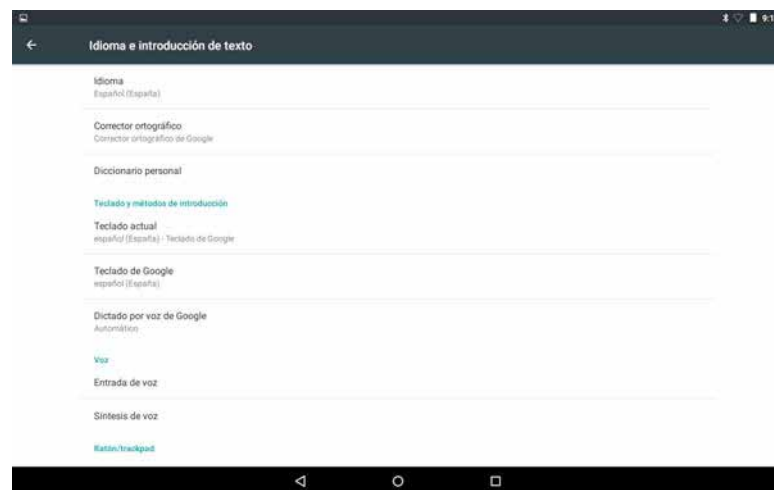 9:1
Idioma e introducción de texto
Idioma
Español (España)
Corrector ortográfico
Corrector ortográfico de Google
Diccionario personal
Teclado y métodos de introducción
Teclado actual
español (España) - Teclado de Google
Teclado de Google
español (España)
Dictado por voz de Google
Automático
Voz
Entrada de voz
Síntesis de voz
Ratón/trackpad